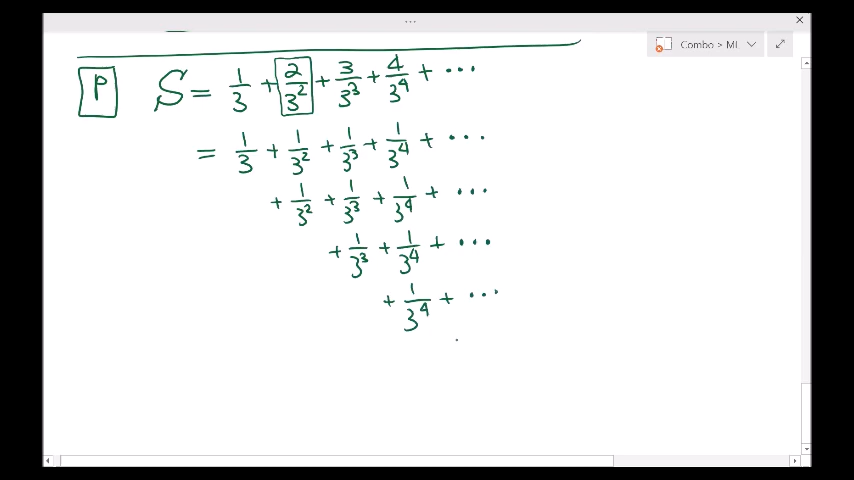 Combo > MI
P S = 1/3 + 2/3² + 3/3³ + 4/3⁴ + ···
= 1/3 + 1/3² + 1/3³ + 1/3⁴ + ···
+ 1/3² + 1/3³ + 1/3⁴ + ···
+ 1/3³ + 1/3⁴ + ···
+ 1/3⁴ + ···